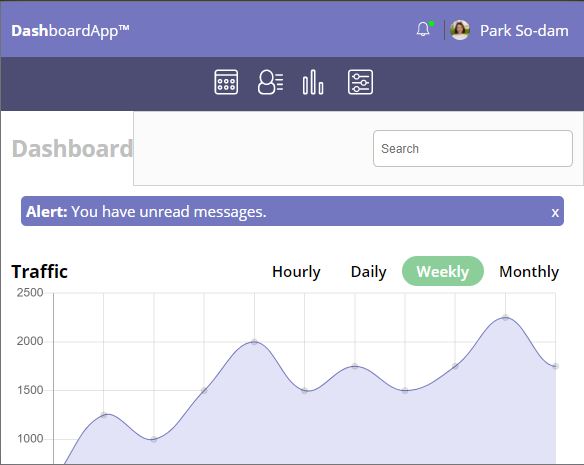 DashboardApp™
Park So-dam
Dashboard
Search
Alert: You have unread messages. x
Traffic Hourly Daily Weekly Monthly
2500
2000
1500
1000